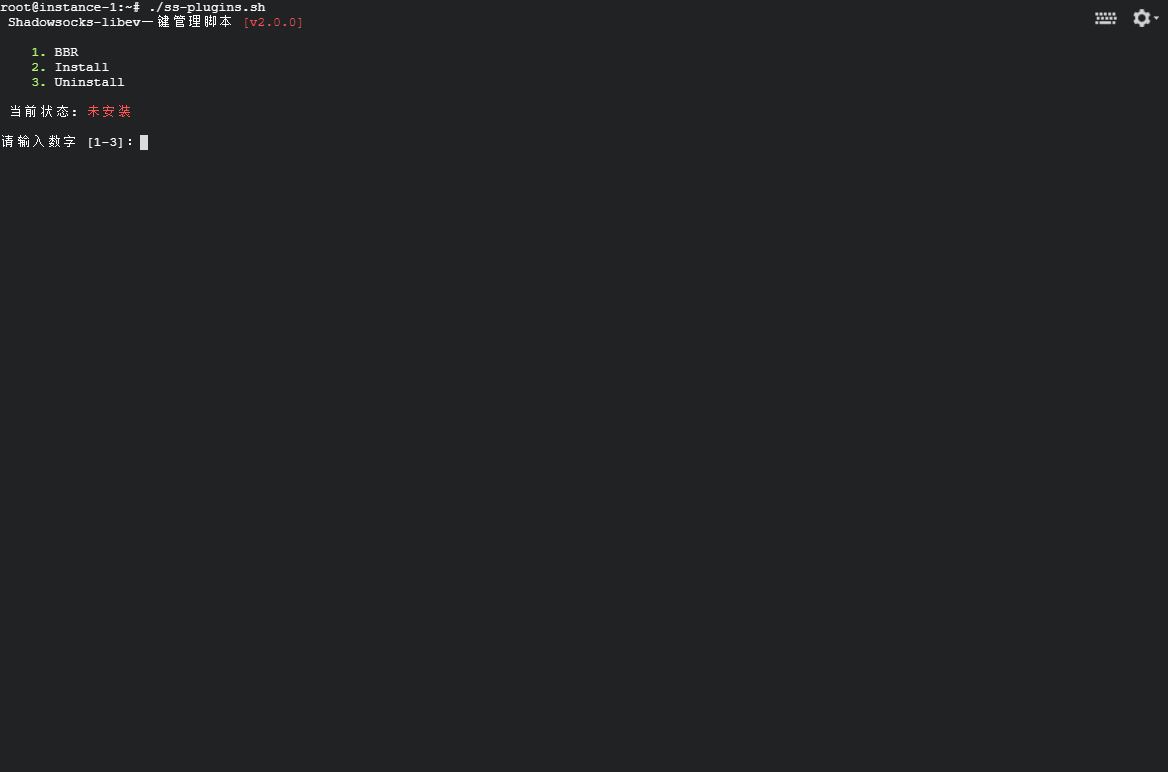 root@instance-1:~# ./ss-plugins.sh
Shadowsocks-libev一键管理脚本 [v2.0.0]
1. BBR
2. Install
3. Uninstall
当前状态: 未安装
请输入数字 [1-3]: